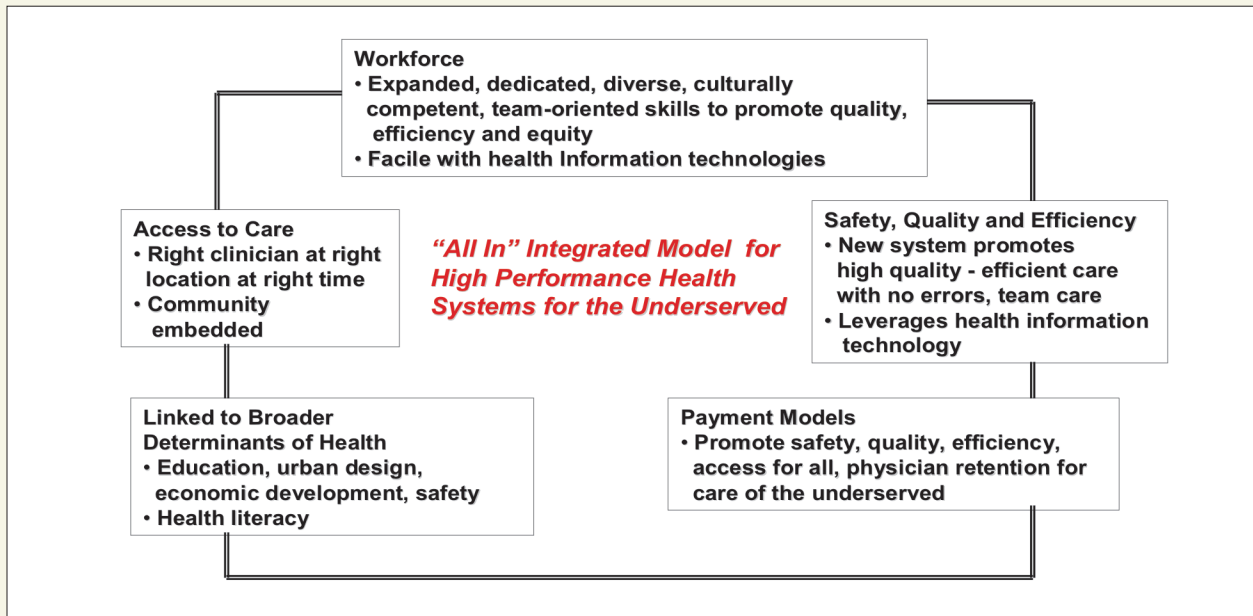 Workforce
• Expanded, dedicated, diverse, culturally
competent, team-oriented skills to promote quality,
efficiency and equity
• Facile with health Information technologies
Access to Care
• Right clinician at right
location at right time
• Community
embedded
"All In" Integrated Model for
High Performance Health
Systems for the Underserved
Safety, Quality and Efficiency
• New system promotes
high quality - efficient care
with no errors, team care
• Leverages health information
technology
Linked to Broader
Determinants of Health
• Education, urban design,
economic development, safety
• Health literacy
Payment Models
• Promote safety, quality, efficiency,
access for all, physician retention for
care of the underserved